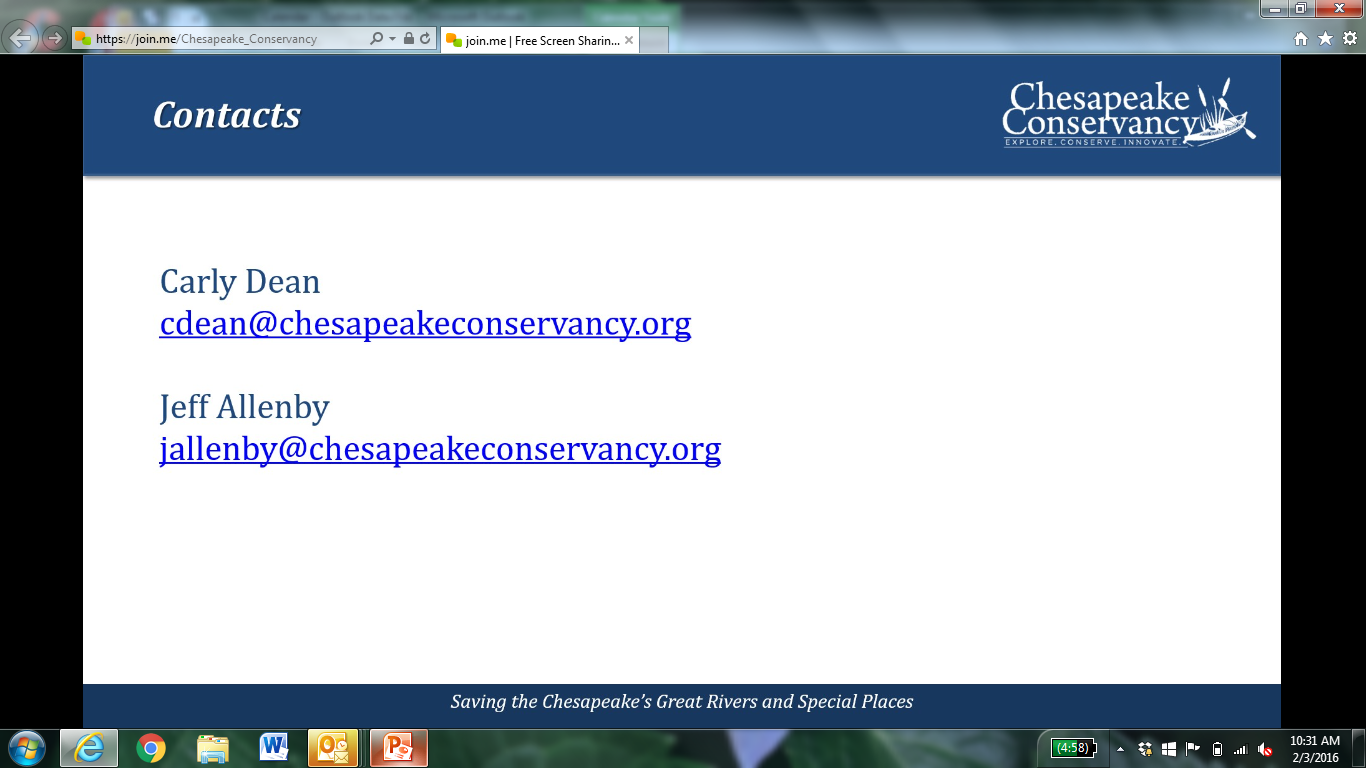 https://join.me/Chesapeake_Conservancy
join.me | Free Screen Sharin...
Contacts
Chesapeake
Conservancy
EXPLORE. CONSERVE. INNOVATE.
Carly Dean
cdean@chesapeakeconservancy.org
Jeff Allenby
jallenby@chesapeakeconservancy.org
Saving the Chesapeake's Great Rivers and Special Places
(4:58)
10:31 AM
2/3/2016